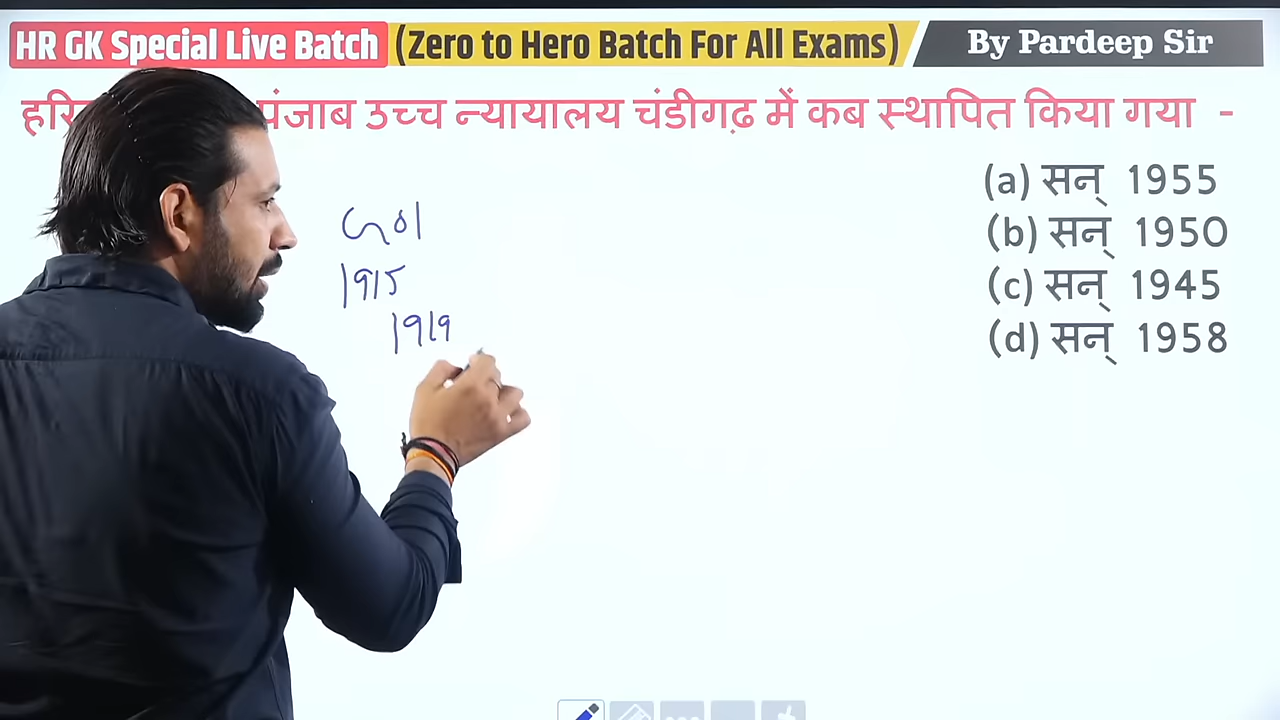 HR GK Special Live Batch (Zero to Hero Batch For All Exams) By Pardeep Sir
पंजाब उच्च न्यायालय चंडीगढ़ में कब स्थापित किया गया -
(a) सन् 1955
(b) सन् 1950
(c) सन् 1945
(d) सन् 1958
1915
1919